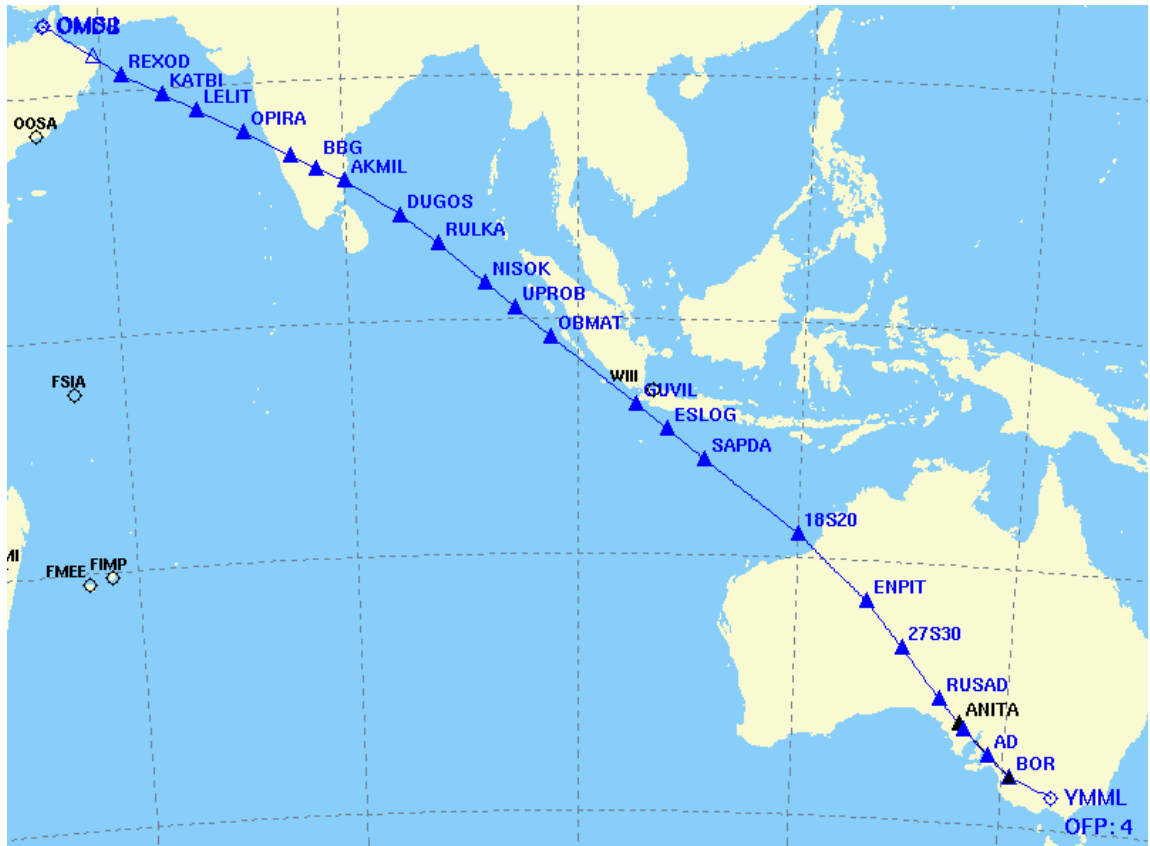 REXOD
KATBI
LELIT
OOSA
OPIRA
BBG
AKMIL
DUGOS
RULKA
NISOK
UPROB
OBMAT
WIII
FSIA
GUVIL
ESLOG
SAPDA
18S20
MI
FMEE
FIMP
ENPIT
27S30
RUSAD
ANITA
AD
BOR
YMML
OFP: 4